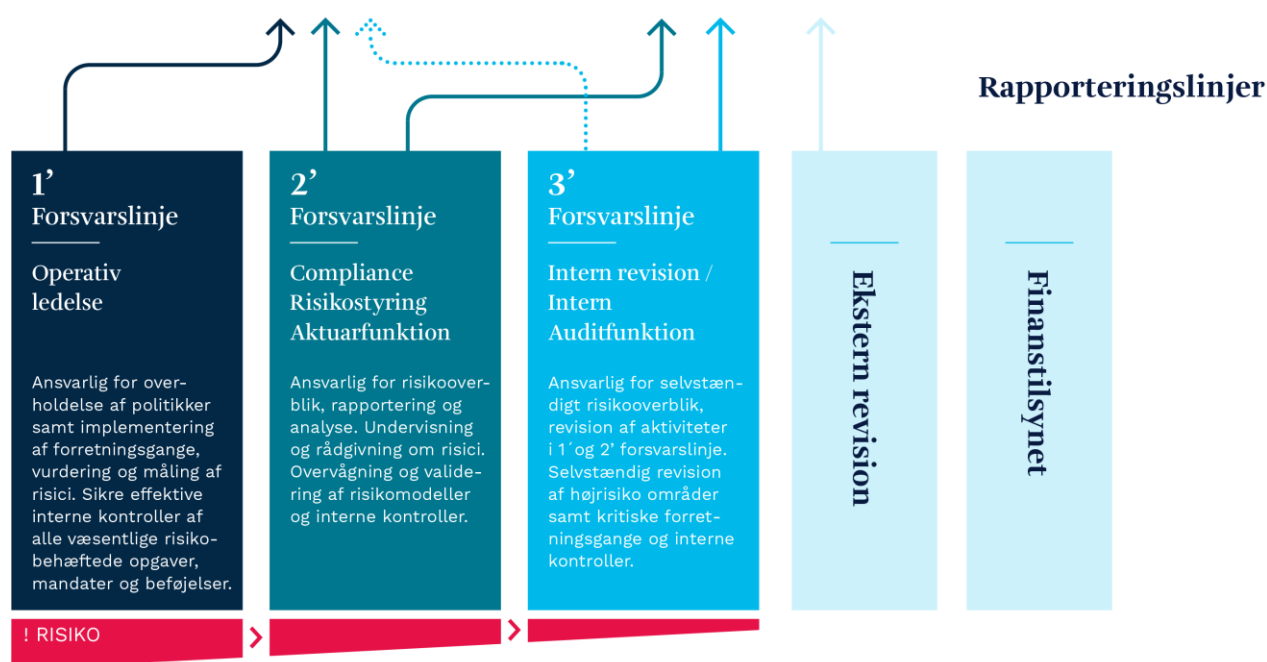 Rapporteringslinjer
1’
Forsvarslinje
Operativ
ledelse
Ansvarlig for over-
holdelse af politikker
samt implementering
af forretningsgange,
vurdering og måling af
risici. Sikre effektive
interne kontroller af
alle væsentlige risiko-
behæftede opgaver,
mandater og beføjelser.
2’
Forsvarslinje
Compliance
Risikostyring
Aktuarfunktion
Ansvarlig for risikoover-
blik, rapportering og
analyse. Undervisning
og rådgivning om risici.
Overvågning og valide-
ring af risikomodeller
og interne kontroller.
3’
Forsvarslinje
Intern revision /
Intern
Auditfunktion
Ansvarlig for selvstæn-
digt risikooverblik,
revision af aktiviteter
i 1´og 2’ forsvarslinje.
Selvstændig revision
af højrisiko områder
samt kritiske forret-
ningsgange og interne
kontroller.
Ekstern revision
Finanstilsynet
! RISIKO